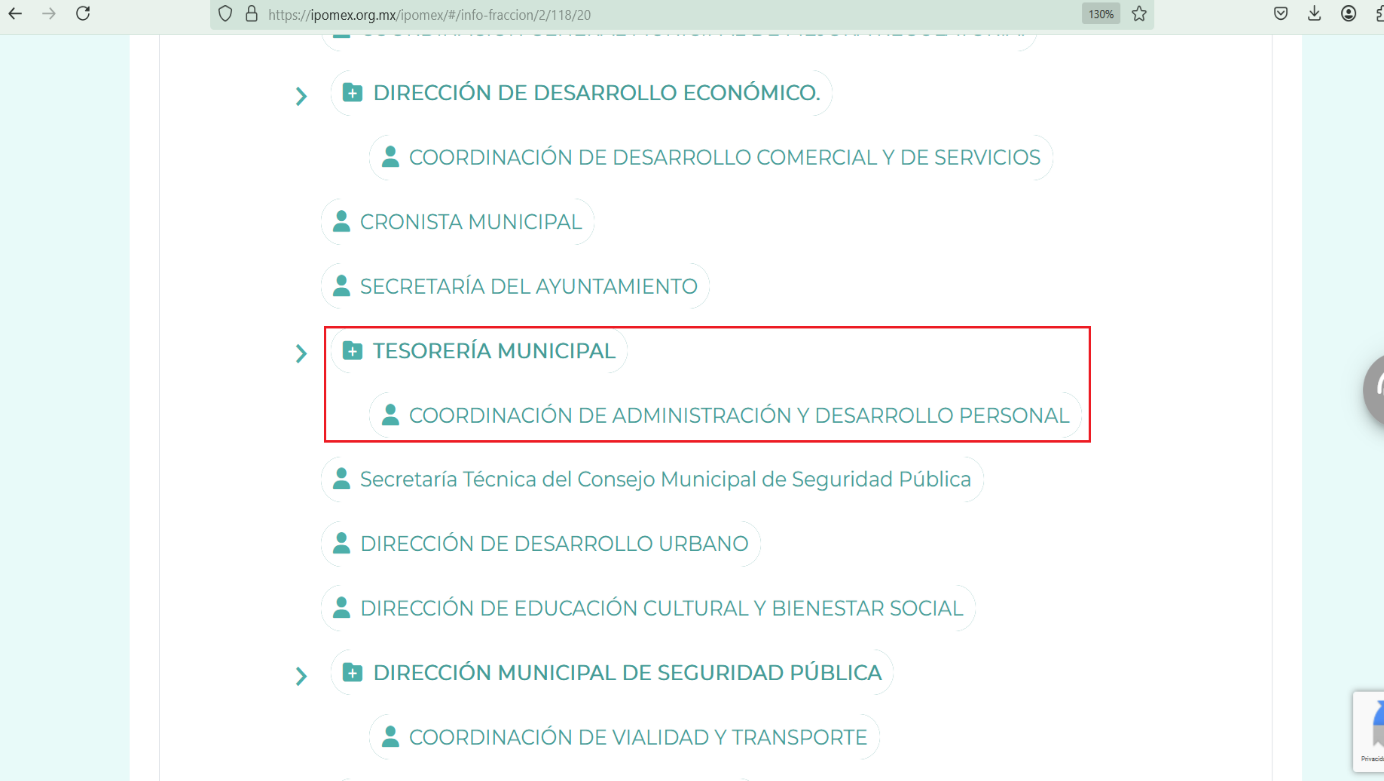 https://ipomex.org.mx/ipomex/#/info-fraccion/2/118/20
130%
DIRECCIÓN DE DESARROLLO ECONÓMICO.
COORDINACIÓN DE DESARROLLO COMERCIAL Y DE SERVICIOS
CRONISTA MUNICIPAL
SECRETARÍA DEL AYUNTAMIENTO
TESORERÍA MUNICIPAL
COORDINACIÓN DE ADMINISTRACIÓN Y DESARROLLO PERSONAL
Secretaría Técnica del Consejo Municipal de Seguridad Pública
DIRECCIÓN DE DESARROLLO URBANO
DIRECCIÓN DE EDUCACIÓN CULTURAL Y BIENESTAR SOCIAL
DIRECCIÓN MUNICIPAL DE SEGURIDAD PÚBLICA
COORDINACIÓN DE VIALIDAD Y TRANSPORTE